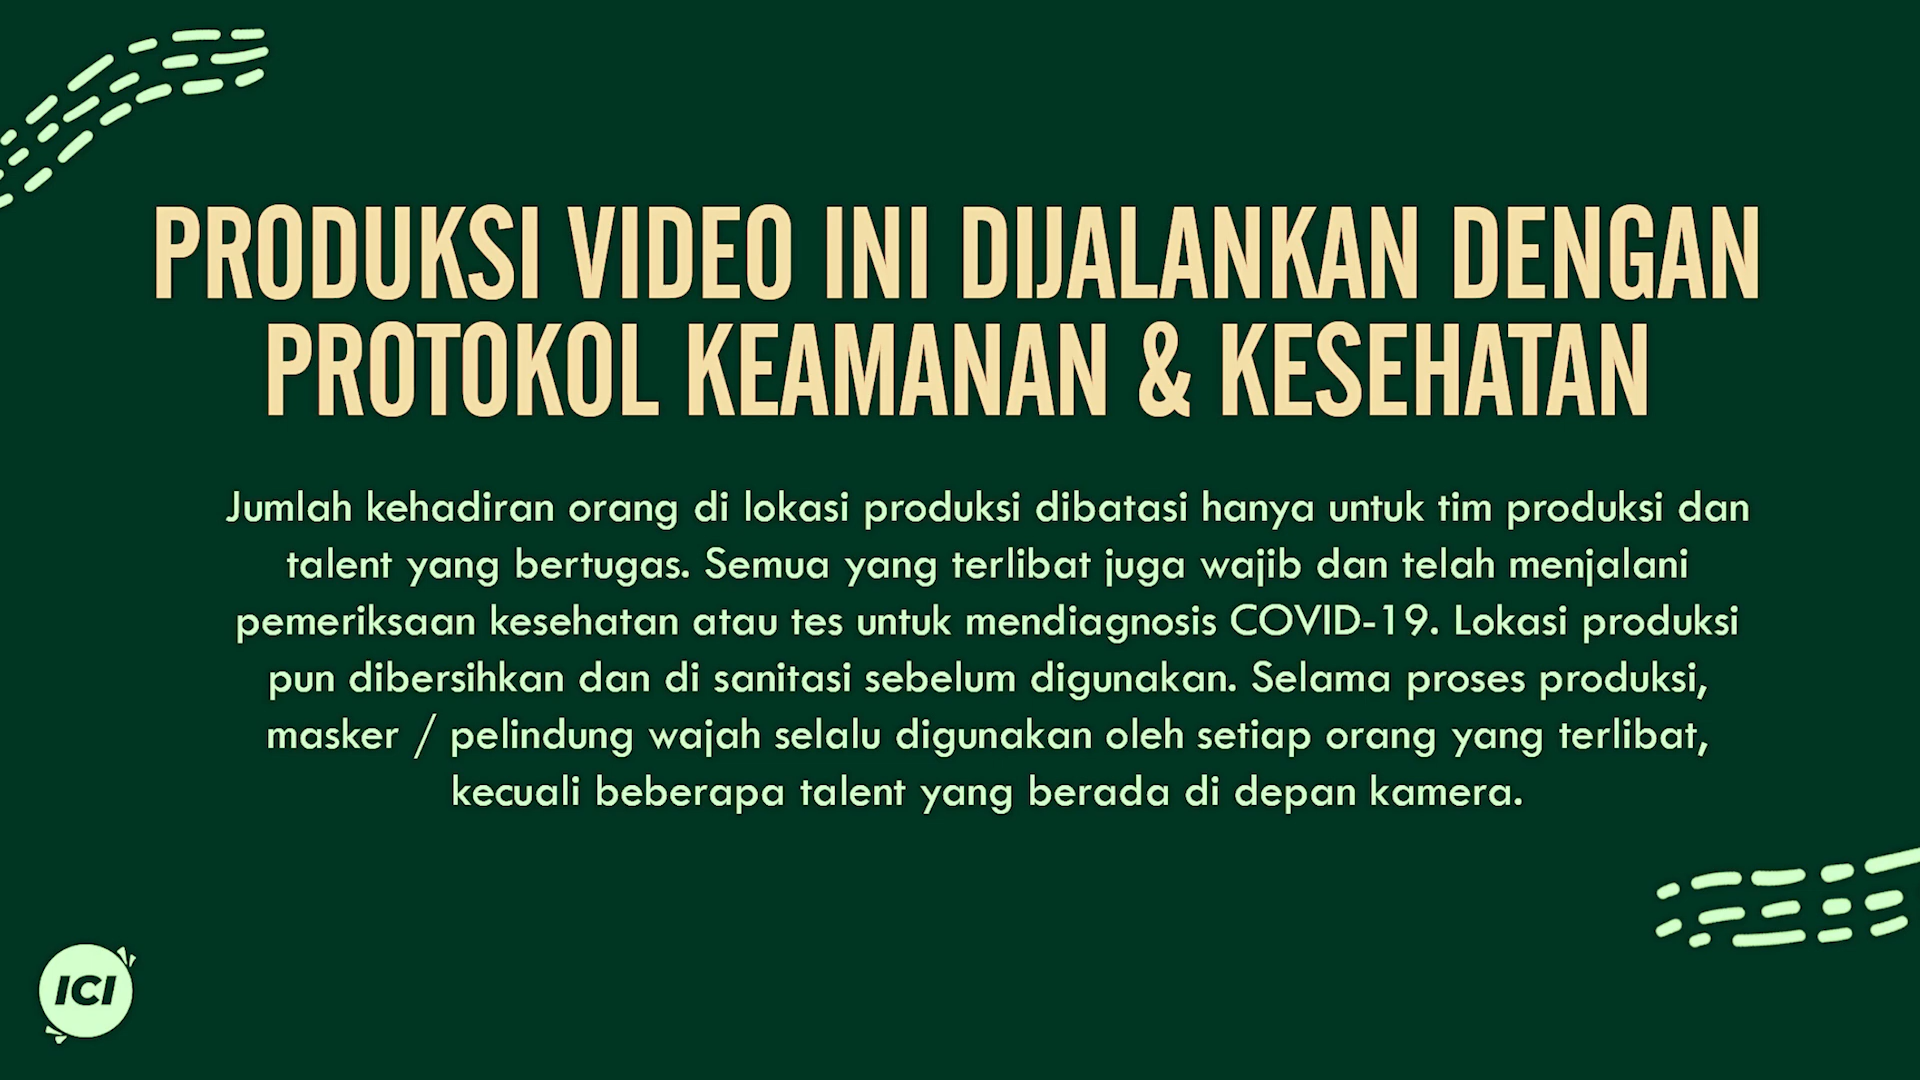 PRODUKSI VIDEO INI DIJALANKAN DENGAN
PROTOKOL KEAMANAN & KESEHATAN
Jumlah kehadiran orang di lokasi produksi dibatasi hanya untuk tim produksi dan
talent yang bertugas. Semua yang terlibat juga wajib dan telah menjalani
pemeriksaan kesehatan atau tes untuk mendiagnosis COVID-19. Lokasi produksi
pun dibersihkan dan di sanitasi sebelum digunakan. Selama proses produksi,
masker / pelindung wajah selalu digunakan oleh setiap orang yang terlibat,
kecuali beberapa talent yang berada di depan kamera.
ICI